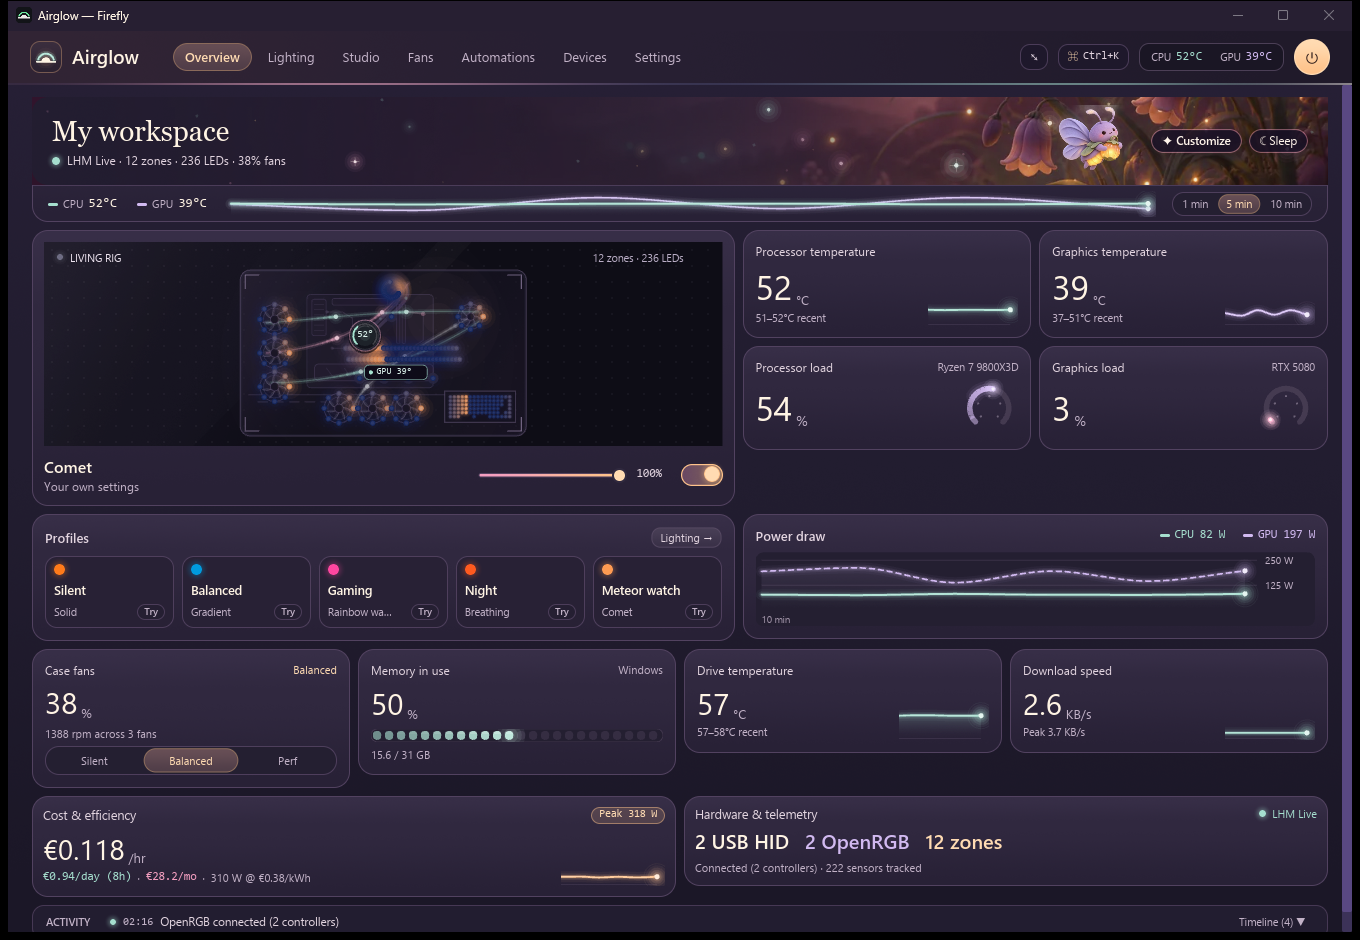 Airglow — Firefly
Airglow
Overview Lighting Studio Fans Automations Devices Settings
⌘ Ctrl+K
CPU 52°C GPU 39°C
My workspace
LHM Live · 12 zones · 236 LEDs · 38% fans
✦ Customize
☾ Sleep
CPU 52°C GPU 39°C
1 min 5 min 10 min
LIVING RIG
12 zones · 236 LEDs
52°
GPU 39°
Comet
Your own settings
100%
Processor temperature
52 °C
51–52°C recent
Graphics temperature
39 °C
37–51°C recent
Processor load
Ryzen 7 9800X3D
54 %
Graphics load
RTX 5080
3 %
Profiles
Lighting →
Silent
Solid
Try
Balanced
Gradient
Try
Gaming
Rainbow wa...
Try
Night
Breathing
Try
Meteor watch
Comet
Try
Power draw
CPU 82 W GPU 197 W
250 W
125 W
10 min
Case fans
Balanced
38 %
1388 rpm across 3 fans
Silent Balanced Perf
Memory in use
Windows
50 %
15.6 / 31 GB
Drive temperature
57 °C
57–58°C recent
Download speed
2.6 KB/s
Peak 3.7 KB/s
Cost & efficiency
Peak 318 W
€0.118 /hr
€0.94/day (8h) · €28.2/mo · 310 W @ €0.38/kWh
Hardware & telemetry
LHM Live
2 USB HID 2 OpenRGB 12 zones
Connected (2 controllers) · 222 sensors tracked
ACTIVITY 02:16 OpenRGB connected (2 controllers)
Timeline (4) ▼